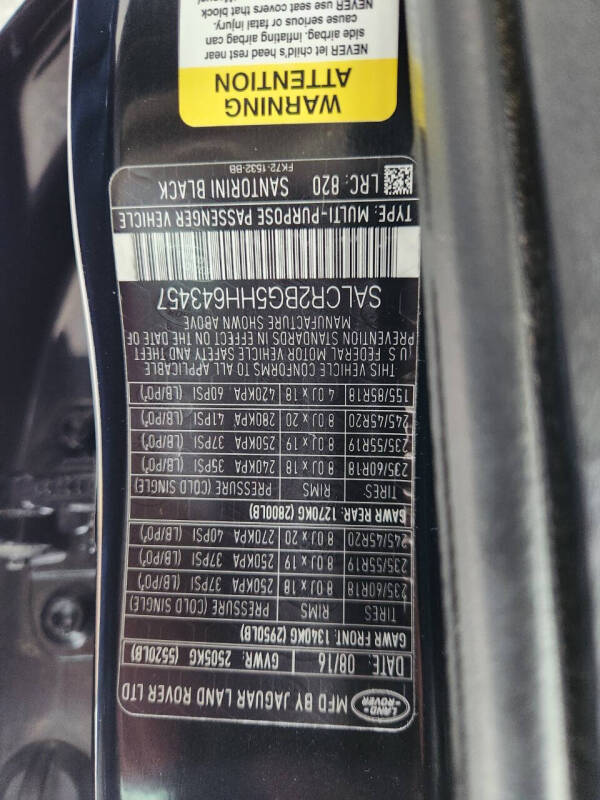 LAND-
ROVER
MFD BY JAGUAR LAND ROVER LTD
DATE: 08/16 GVWR: 2505KG (5520LB)
GAWR FRONT: 1340KG (2950LB)
TIRES RIMS PRESSURE (COLD SINGLE)
235/60R18 8.0J x 18 250KPA 37PSI (LB/PO²)
235/55R19 8.0J x 19 250KPA 37PSI (LB/PO²)
245/45R20 8.0J x 20 270KPA 40PSI (LB/PO²)
GAWR REAR: 1270KG (2800LB)
TIRES RIMS PRESSURE (COLD SINGLE)
235/60R18 8.0J x 18 240KPA 35PSI (LB/PO²)
235/55R19 8.0J x 19 250KPA 37PSI (LB/PO²)
245/45R20 8.0J x 20 280KPA 41PSI (LB/PO²)
155/85R18 4.0J x 18 420KPA 60PSI (LB/PO²)
THIS VEHICLE CONFORMS TO ALL APPLICABLE
U.S. FEDERAL MOTOR VEHICLE SAFETY AND THEFT
PREVENTION STANDARDS IN EFFECT ON THE DATE OF
MANUFACTURE SHOWN ABOVE
SALCR2BG5HH643457
TYPE: MULTI-PURPOSE PASSENGER VEHICLE
LRC: 820 SANTORINI BLACK
FK72-1532-BB
WARNING
ATTENTION
NEVER let child's head rest near
side airbag. Inflating airbag can
cause serious or fatal injury.
NEVER use seat covers that block